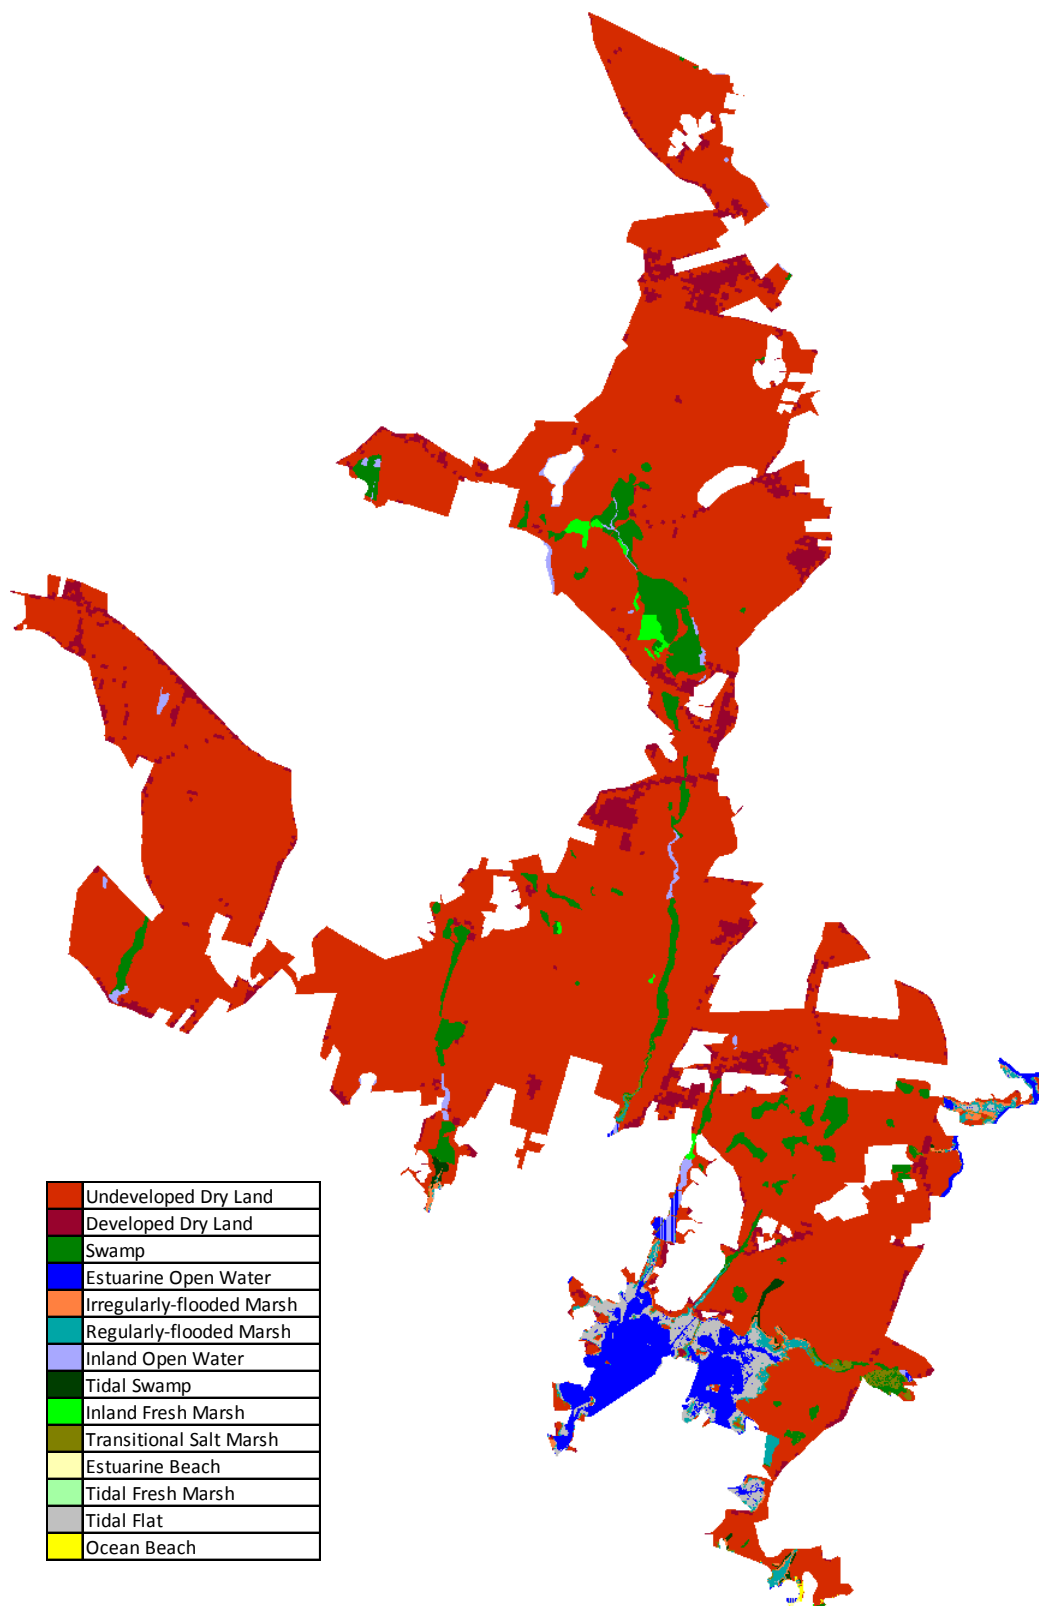 Undeveloped Dry Land
Developed Dry Land
Swamp
Estuarine Open Water
Irregularly-flooded Marsh
Regularly-flooded Marsh
Inland Open Water
Tidal Swamp
Inland Fresh Marsh
Transitional Salt Marsh
Estuarine Beach
Tidal Fresh Marsh
Tidal Flat
Ocean Beach